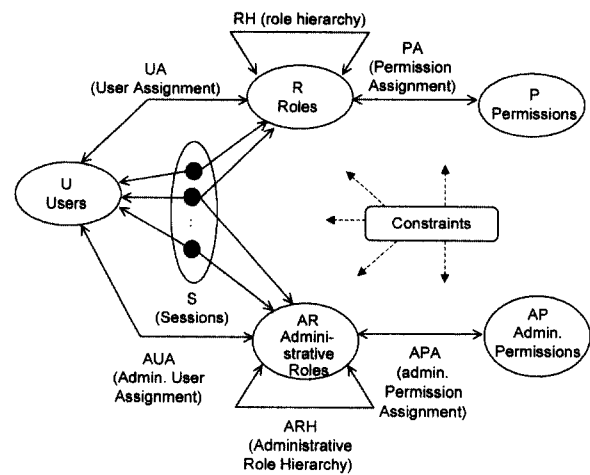 RH (role hierarchy)
UA
(User Assignment)
PA
(Permission
Assignment)
R
Roles
P
Permissions
U
Users
Constraints
S
(Sessions)
AR
Admini-
strative
Roles
AP
Admin.
Permissions
AUA
(Admin. User
Assignment)
APA
(admin.
Permission
Assignment)
ARH
(Administrative
Role Hierarchy)